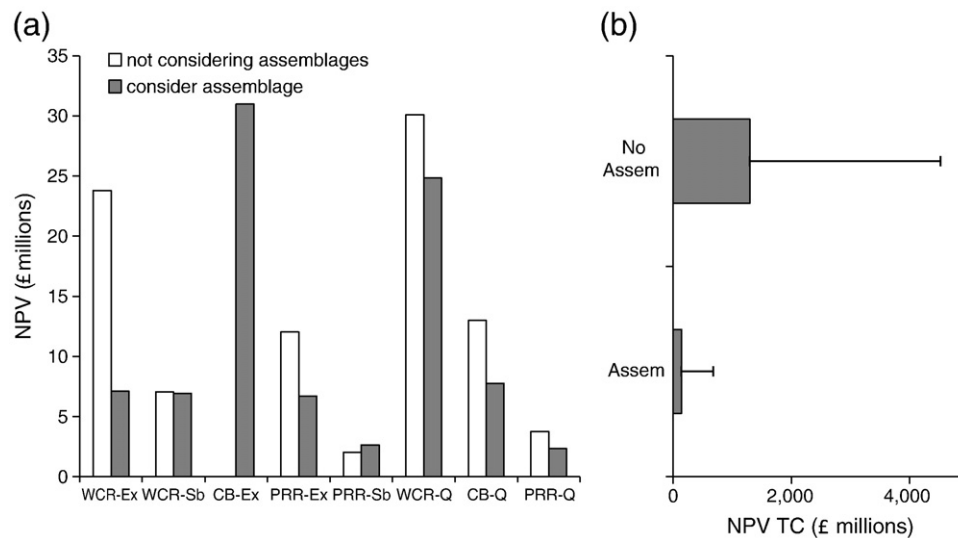 (a)
35
30
25
20
15
10
5
0
NPV (£ millions)
not considering assemblages
consider assemblage
WCR-Ex WCR-Sb CB-Ex PRR-Ex PRR-Sb WCR-Q CB-Q PRR-Q
(b)
No
Assem
Assem
0 2,000 4,000
NPV TC (£ millions)